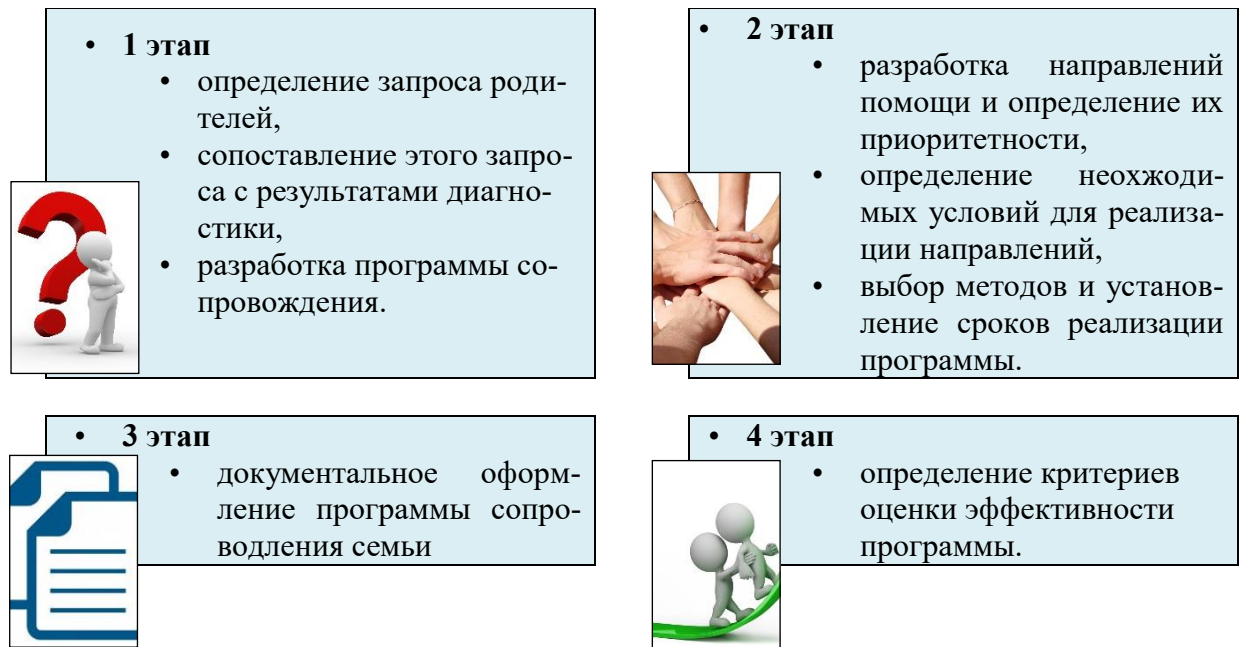 • 1 этап
• определение запроса роди-
телей,
• сопоставление этого запро-
са с результатами диагно-
стики,
• разработка программы со-
провождения.
• 2 этап
• разработка направлений
помощи и определение их
приоритетности,
• определение неохжоди-
мых условий для реализа-
ции направлений,
• выбор методов и установ-
ление сроков реализации
программы.
• 3 этап
• документальное оформ-
ление программы сопро-
водления семьи
• 4 этап
• определение критериев
оценки эффективности
программы.